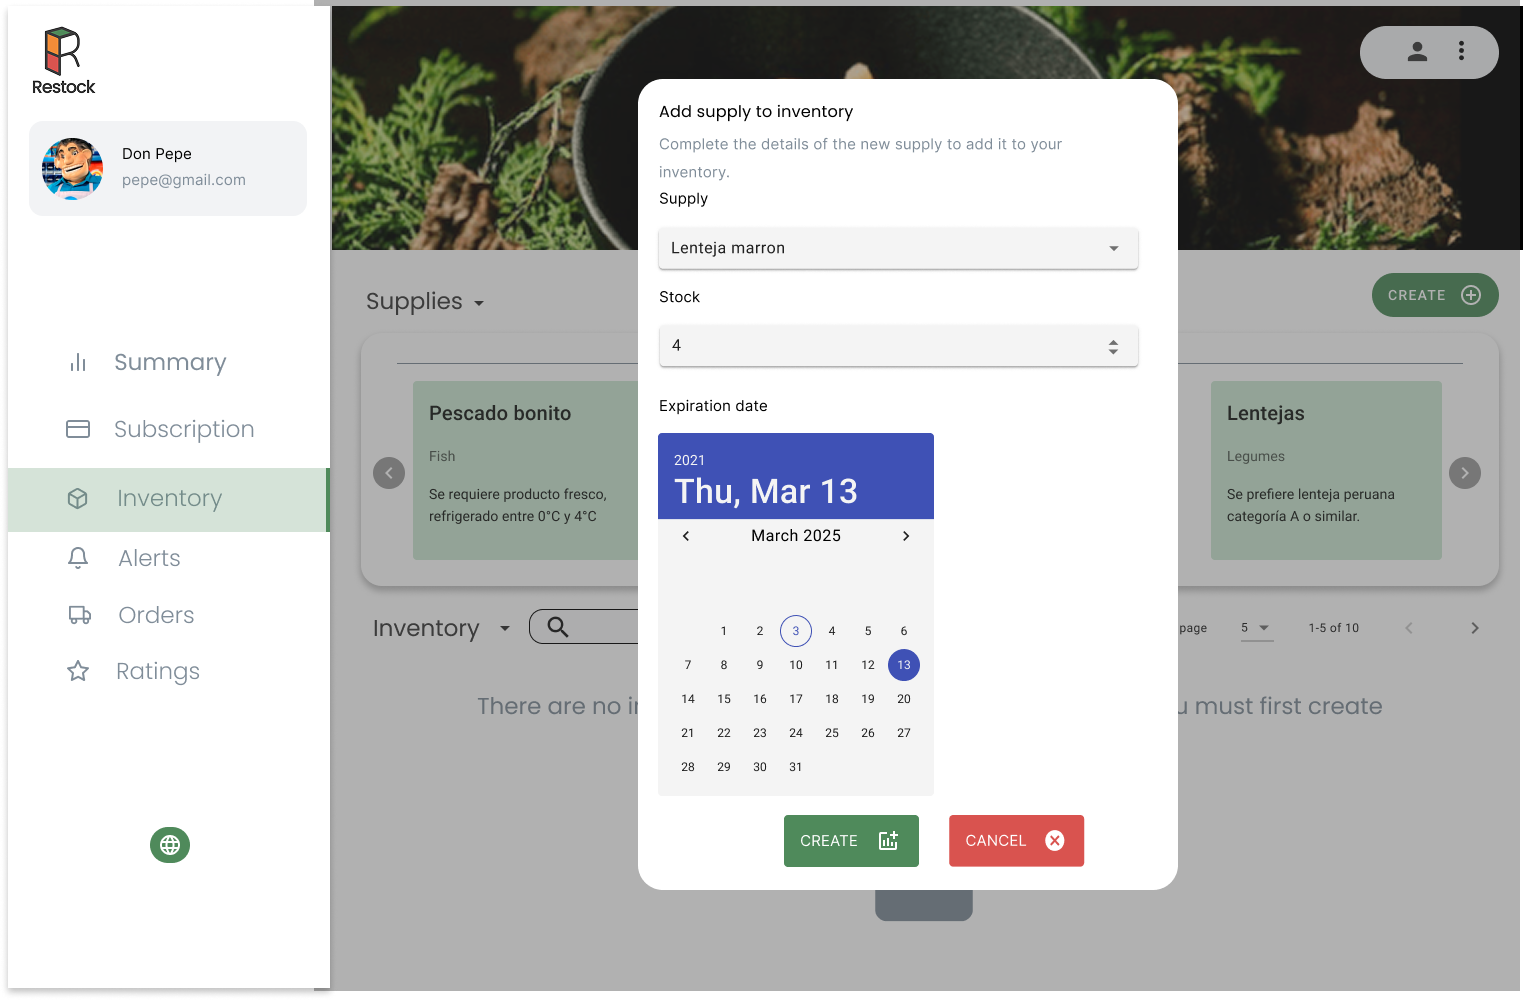 Restock
Don Pepe
pepe@gmail.com
Summary
Subscription
Inventory
Alerts
Orders
Ratings
Supplies
CREATE
Pescado bonito
Fish
Se requiere producto fresco,
refrigerado entre 0°C y 4°C
Lentejas
Legumes
Se prefiere lenteja peruana
categoría A o similar.
Inventory
page
5
1-5 of 10
There are no i
must first create
Add supply to inventory
Complete the details of the new supply to add it to your
inventory.
Supply
Lenteja marron
Stock
4
Expiration date
2021
Thu, Mar 13
March 2025
1 2 3 4 5 6
7 8 9 10 11 12 13
14 15 16 17 18 19 20
21 22 23 24 25 26 27
28 29 30 31
CREATE
CANCEL